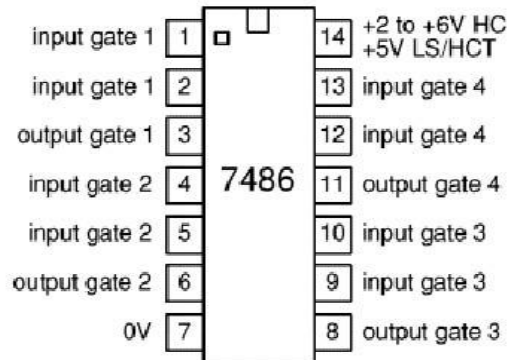 input gate 1 1 14 +2 to +6V HC
+5V LS/HCT
input gate 1 2 13 input gate 4
output gate 1 3 12 input gate 4
input gate 2 4 7486 11 output gate 4
input gate 2 5 10 input gate 3
output gate 2 6 9 input gate 3
0V 7 8 output gate 3